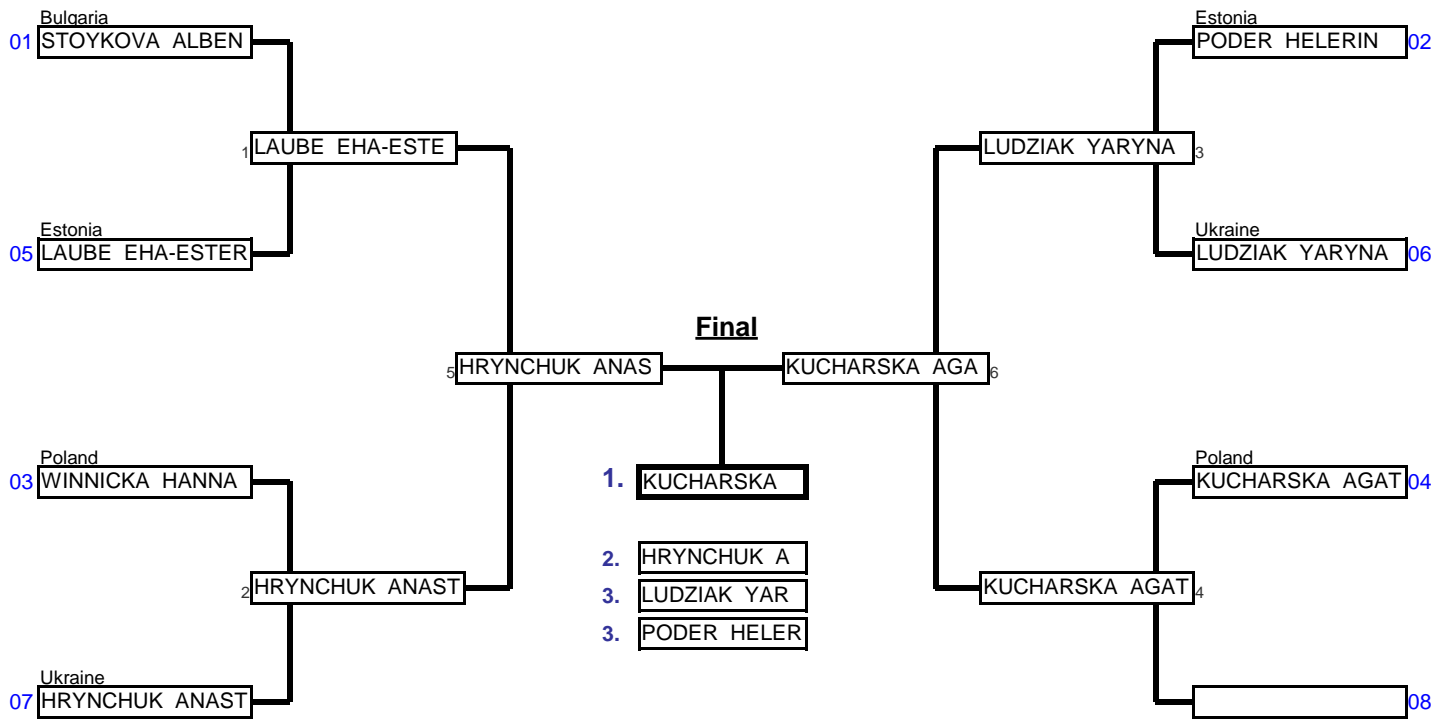 Bulgaria
01 STOYKOVA ALBEN
Estonia
PODER HELERIN 02
1 LAUBE EHA-ESTE
LUDZIAK YARYNA 3
Estonia
05 LAUBE EHA-ESTER
Ukraine
LUDZIAK YARYNA 06
Final
5 HRYNCHUK ANAS
KUCHARSKA AGA 6
Poland
03 WINNICKA HANNA
1. KUCHARSKA
Poland
KUCHARSKA AGAT 04
2. HRYNCHUK A
3. LUDZIAK YAR
3. PODER HELER
2 HRYNCHUK ANAST
KUCHARSKA AGAT 4
Ukraine
07 HRYNCHUK ANAST
08